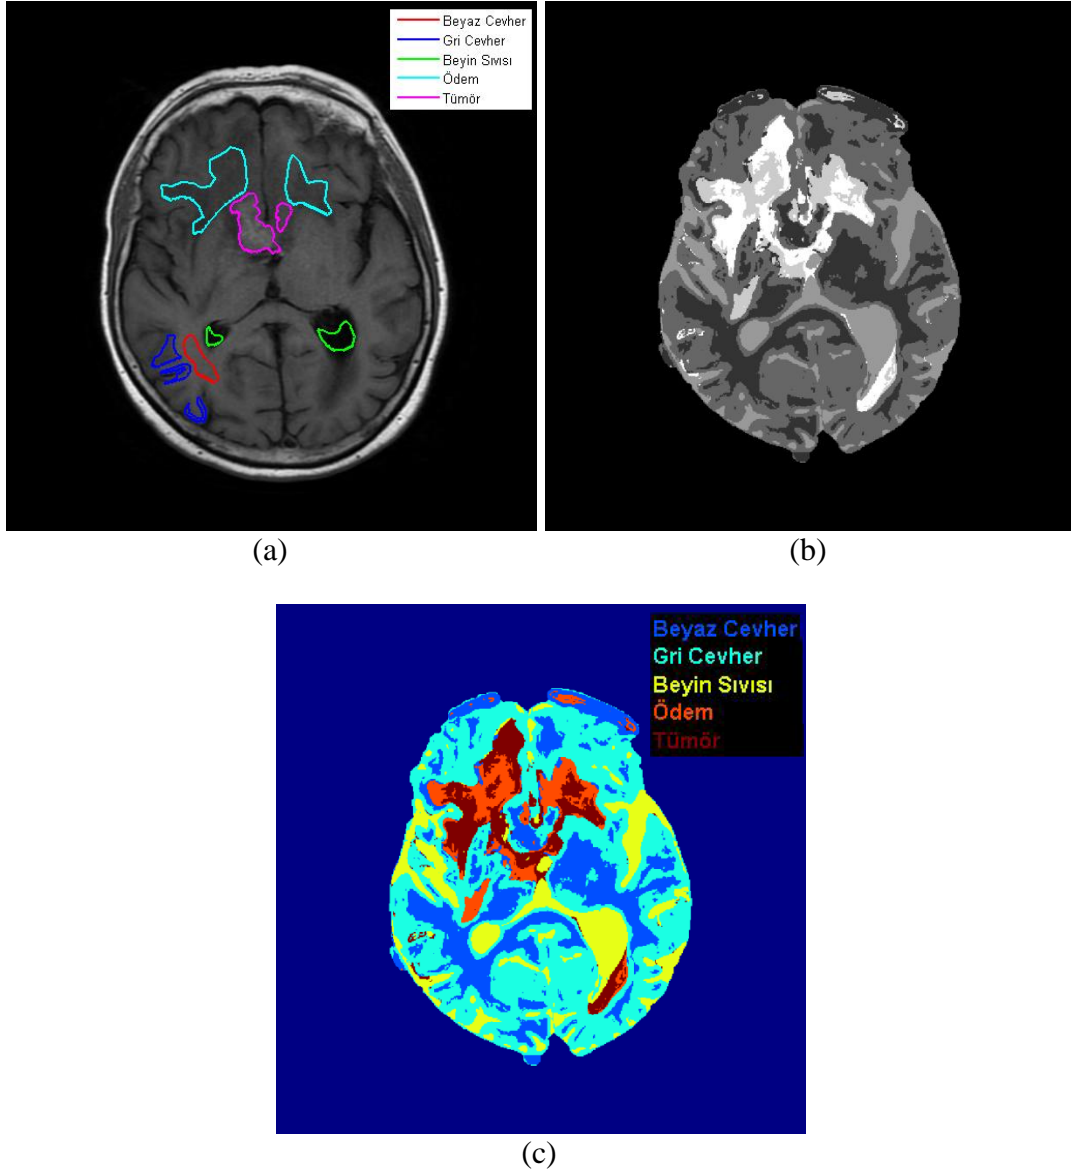 Beyaz Cevher
Gri Cevher
Beyin Sıvısı
Ödem
Tümör
(a)
(b)
Beyaz Cevher
Gri Cevher
Beyin Sıvısı
Ödem
Tümör
(c)